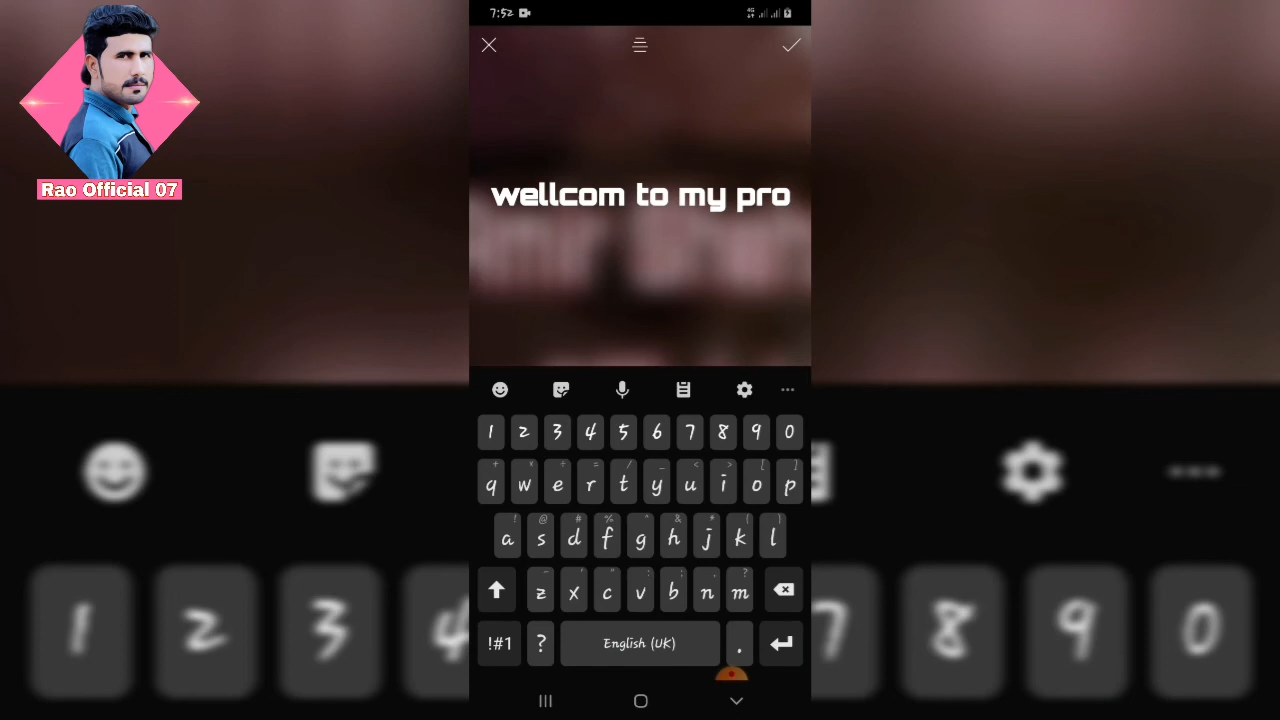 7:52
4G
Rao Official 07
wellcom to my pro
1 2 3 4 5 6 7 8 9 0
q w e r t y u i o p
a s d f g h j k l
z x c v b n m
!#1 ? English (UK) .